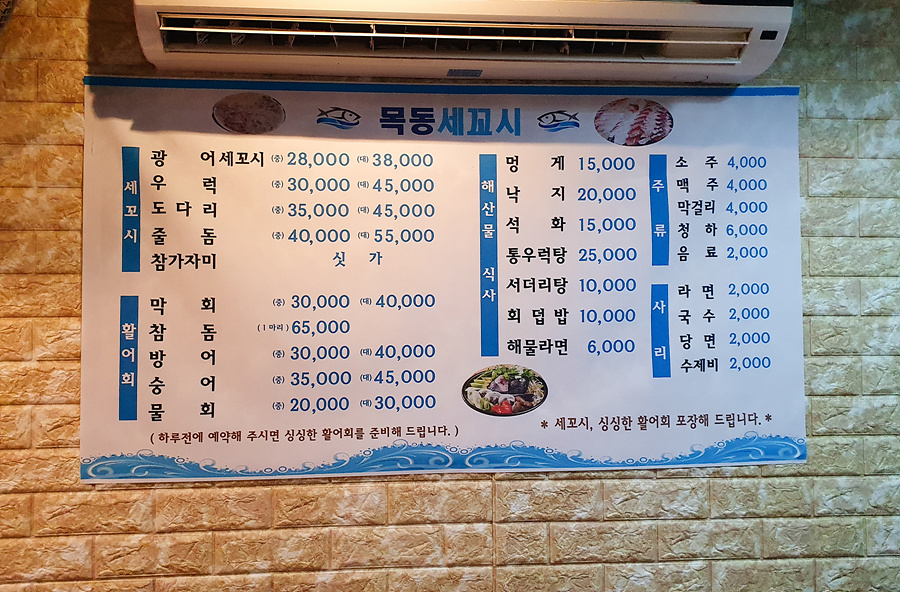 목동세꼬시
세꼬시
광어세꼬시 (중) 28,000 (대) 38,000
우럭 (중) 30,000 (대) 45,000
도다리 (중) 35,000 (대) 45,000
줄돔 (중) 40,000 (대) 55,000
참가자미 싯가
활어회
막회 (중) 30,000 (대) 40,000
참돔 (1마리) 65,000
방어 (중) 30,000 (대) 40,000
숭어 (중) 35,000 (대) 45,000
물회 (중) 20,000 (대) 30,000
(하루전에 예약해 주시면 싱싱한 활어회를 준비해 드립니다.)
해산물 식사
멍게 15,000
낙지 20,000
석화 15,000
통우럭탕 25,000
서더리탕 10,000
회덥밥 10,000
해물라면 6,000
주류
소주 4,000
맥주 4,000
막걸리 4,000
청하 6,000
음료 2,000
사리
라면 2,000
국수 2,000
당면 2,000
수제비 2,000
* 세꼬시, 싱싱한 활어회 포장해 드립니다. *